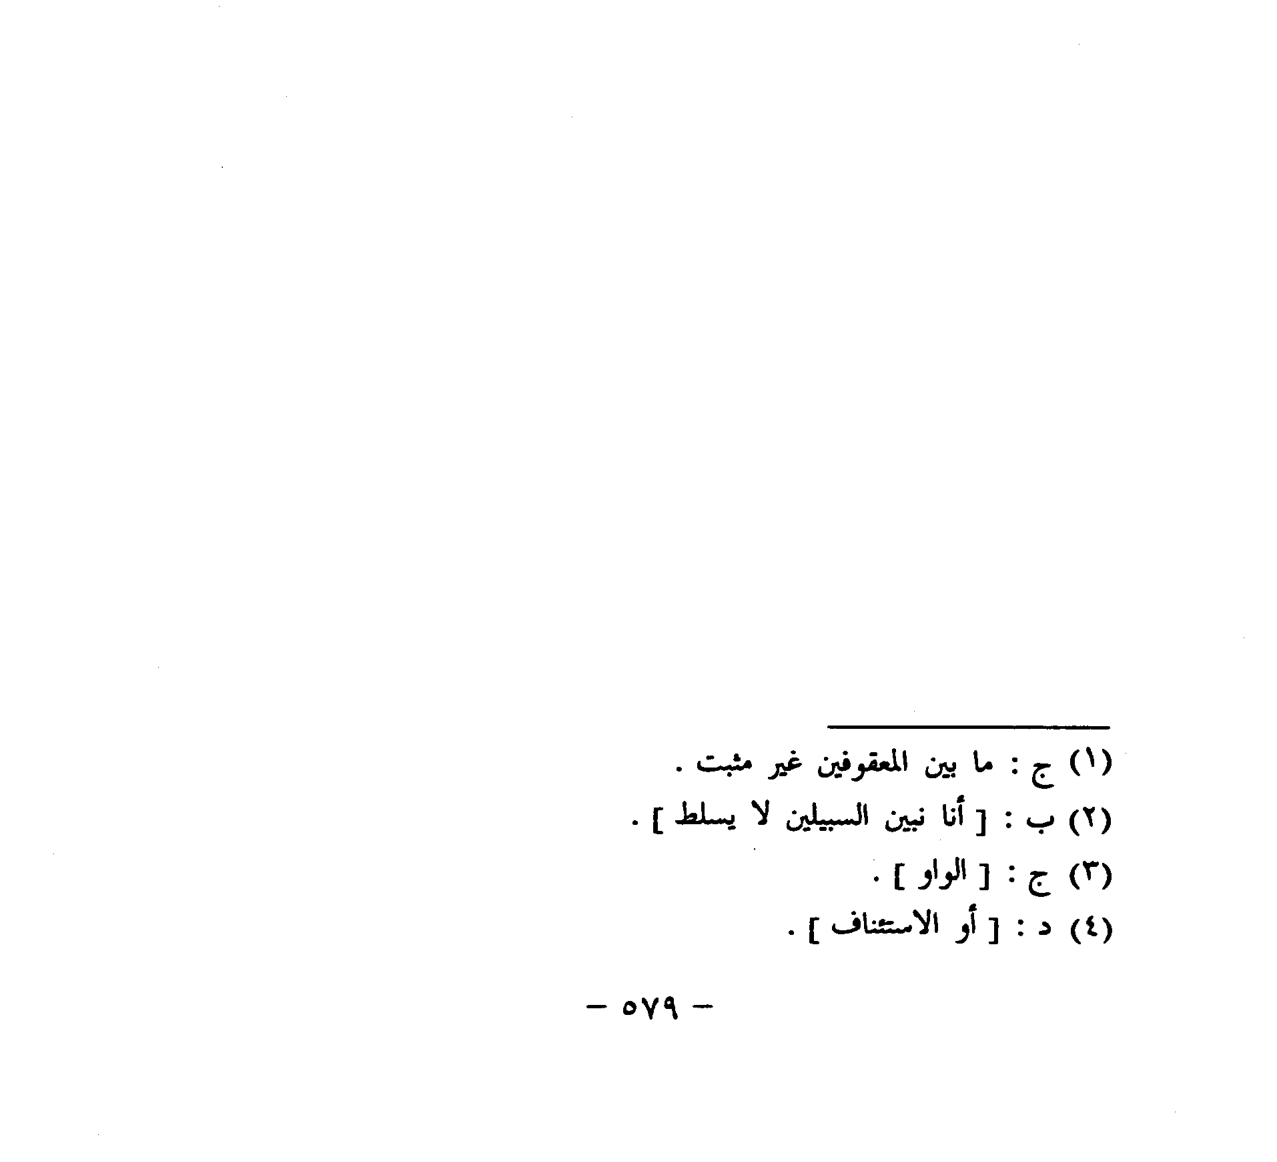 (١) ج : ما بين المعقوفين غير مثبت .
(٢) ب : [ أنا نبين السبيلين لا يسلط ] .
(٣) ج : [ الواو ] .
(٤) د : [ أو الاستئناف ] .
– ٥٧٩ –